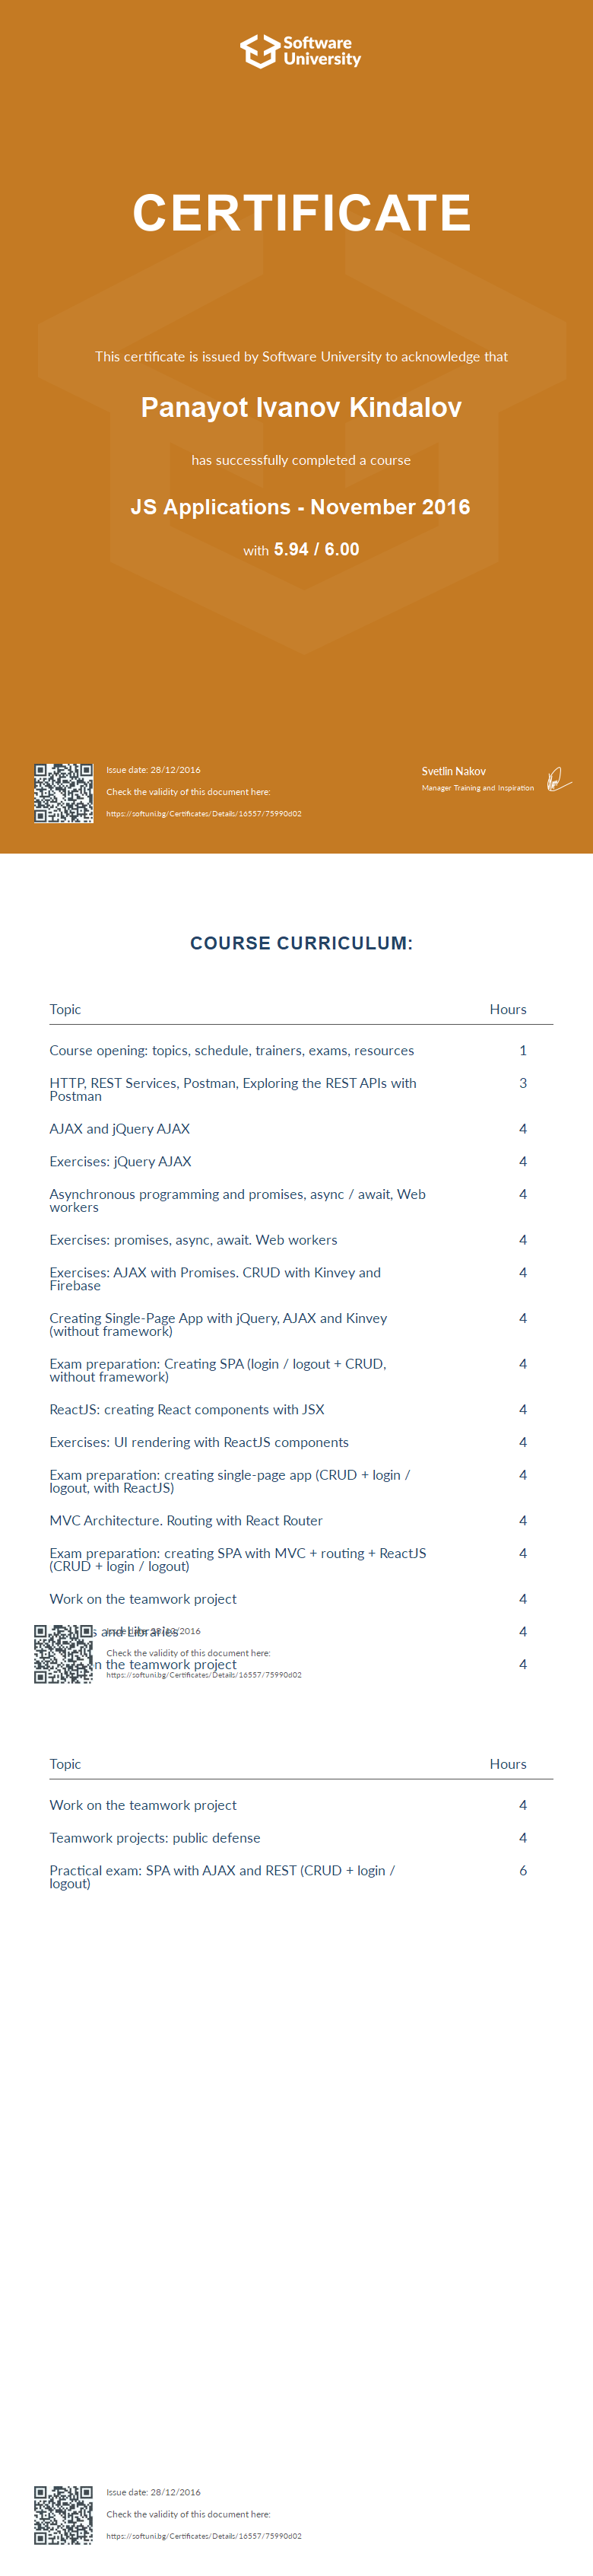 Software
University
CERTIFICATE
This certificate is issued by Software University to acknowledge that
Panayot Ivanov Kindalov
has successfully completed a course
JS Applications - November 2016
with 5.94 / 6.00
Issue date: 28/12/2016
Check the validity of this document here:
https://softuni.bg/Certificates/Details/16557/75990d02
Svetlin Nakov
Manager Training and Inspiration
COURSE CURRICULUM:
Topic Hours
Course opening: topics, schedule, trainers, exams, resources 1
HTTP, REST Services, Postman, Exploring the REST APIs with 3
Postman
AJAX and jQuery AJAX 4
Exercises: jQuery AJAX 4
Asynchronous programming and promises, async / await, Web 4
workers
Exercises: promises, async, await. Web workers 4
Exercises: AJAX with Promises. CRUD with Kinvey and 4
Firebase
Creating Single-Page App with jQuery, AJAX and Kinvey 4
(without framework)
Exam preparation: Creating SPA (login / logout + CRUD, 4
without framework)
ReactJS: creating React components with JSX 4
Exercises: UI rendering with ReactJS components 4
Exam preparation: creating single-page app (CRUD + login / 4
logout, with ReactJS)
MVC Architecture. Routing with React Router 4
Exam preparation: creating SPA with MVC + routing + ReactJS 4
(CRUD + login / logout)
Work on the teamwork project 4
and Libraries 4
Issue date: 28/12/2016
Check the validity of this document here:
the teamwork project 4
https://softuni.bg/Certificates/Details/16557/75990d02
Topic Hours
Work on the teamwork project 4
Teamwork projects: public defense 4
Practical exam: SPA with AJAX and REST (CRUD + login / 6
logout)
Issue date: 28/12/2016
Check the validity of this document here:
https://softuni.bg/Certificates/Details/16557/75990d02